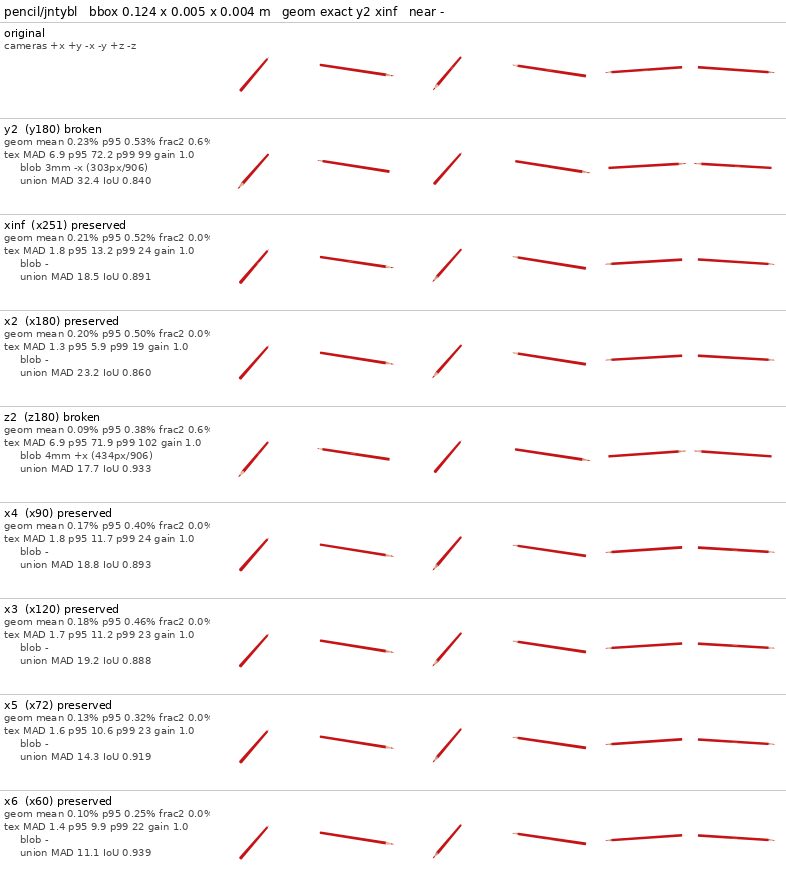 pencil/jntybl   bbox 0.124 x 0.005 x 0.004 m   geom exact y2 xinf   near -
original
cameras +x +y -x -y +z -z
y2  (y180) broken
geom mean 0.23% p95 0.53% frac2 0.6%
tex MAD 6.9 p95 72.2 p99 99 gain 1.0
blob 3mm -x (303px/906)
union MAD 32.4 IoU 0.840
xinf  (x251) preserved
geom mean 0.21% p95 0.52% frac2 0.0%
tex MAD 1.8 p95 13.2 p99 24 gain 1.0
blob -
union MAD 18.5 IoU 0.891
x2  (x180) preserved
geom mean 0.20% p95 0.50% frac2 0.0%
tex MAD 1.3 p95 5.9 p99 19 gain 1.0
blob -
union MAD 23.2 IoU 0.860
z2  (z180) broken
geom mean 0.09% p95 0.38% frac2 0.6%
tex MAD 6.9 p95 71.9 p99 102 gain 1.0
blob 4mm +x (434px/906)
union MAD 17.7 IoU 0.933
x4  (x90) preserved
geom mean 0.17% p95 0.40% frac2 0.0%
tex MAD 1.8 p95 11.7 p99 24 gain 1.0
blob -
union MAD 18.8 IoU 0.893
x3  (x120) preserved
geom mean 0.18% p95 0.46% frac2 0.0%
tex MAD 1.7 p95 11.2 p99 23 gain 1.0
blob -
union MAD 19.2 IoU 0.888
x5  (x72) preserved
geom mean 0.13% p95 0.32% frac2 0.0%
tex MAD 1.6 p95 10.6 p99 23 gain 1.0
blob -
union MAD 14.3 IoU 0.919
x6  (x60) preserved
geom mean 0.10% p95 0.25% frac2 0.0%
tex MAD 1.4 p95 9.9 p99 22 gain 1.0
blob -
union MAD 11.1 IoU 0.939